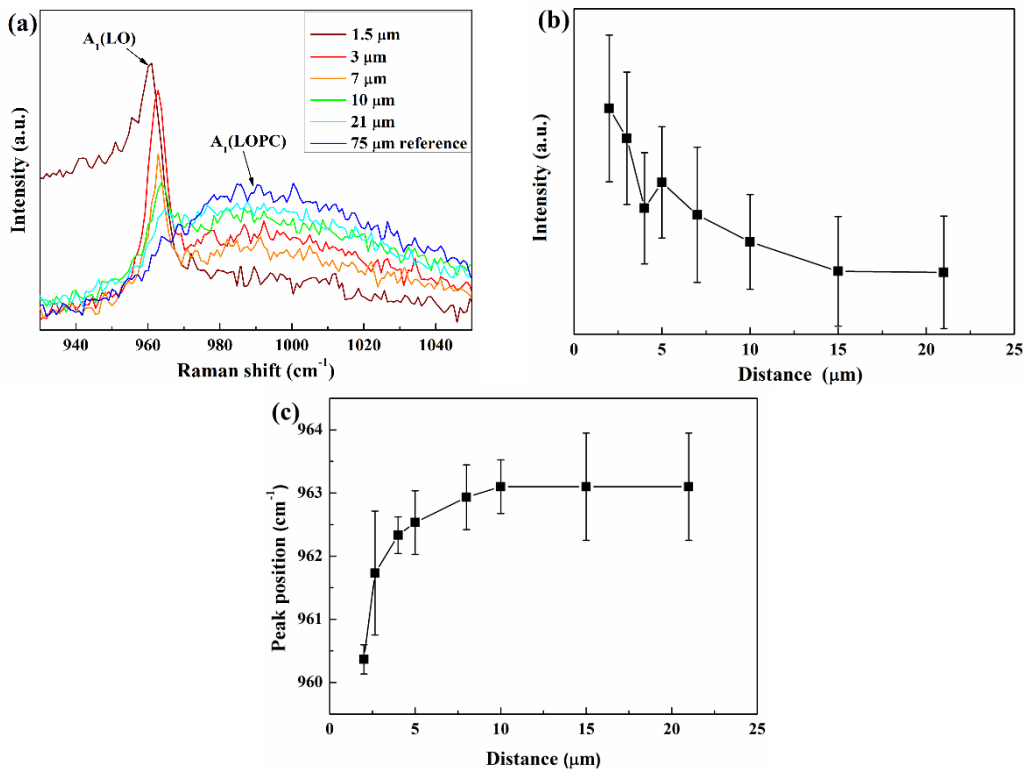 (a)
A₁(LO)
A₁(LOPC)
1.5 μm
3 μm
7 μm
10 μm
21 μm
75 μm reference
Intensity (a.u.)
940 960 980 1000 1020 1040
Raman shift (cm⁻¹)
(b)
Intensity (a.u.)
0 5 10 15 20 25
Distance (μm)
(c)
964
963
962
961
960
Peak position (cm⁻¹)
0 5 10 15 20 25
Distance (μm)